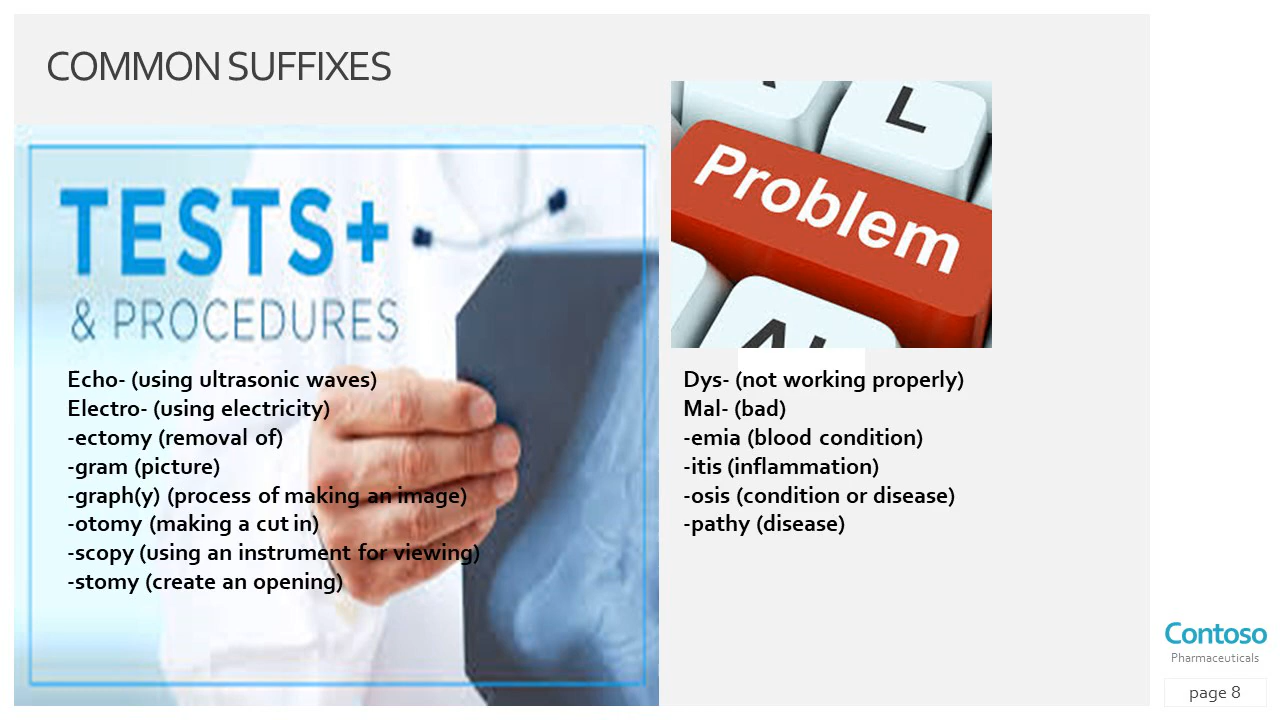 COMMON SUFFIXES
TESTS+
& PROCEDURES
Echo- (using ultrasonic waves)
Electro- (using electricity)
-ectomy (removal of)
-gram (picture)
-graph(y) (process of making an image)
-otomy (making a cut in)
-scopy (using an instrument for viewing)
-stomy (create an opening)
L
Problem
Dys- (not working properly)
Mal- (bad)
-emia (blood condition)
-itis (inflammation)
-osis (condition or disease)
-pathy (disease)
Contoso
Pharmaceuticals
page 8